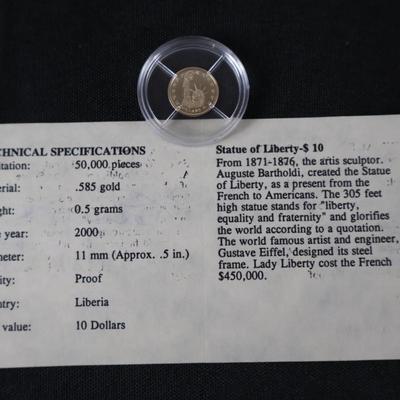 CHNICAL SPECIFICATIONS
itation: 50,000 pieces
erial: .585 gold
ght: 0.5 grams
e year: 2000
meter: 11 mm (Approx. .5 in.)
ity: Proof
ntry: Liberia
value: 10 Dollars
Statue of Liberty-$ 10
From 1871-1876, the artis sculptor.
Auguste Bartholdi, created the Statue
of Liberty, as a present from the
French to Americans. The 305 feet
high statue stands for "liberty,
equality and fraternity" and glorifies
the world according to a quotation.
The world famous artist and engineer,
Gustave Eiffel, designed its steel
frame. Lady Liberty cost the French
$450,000.